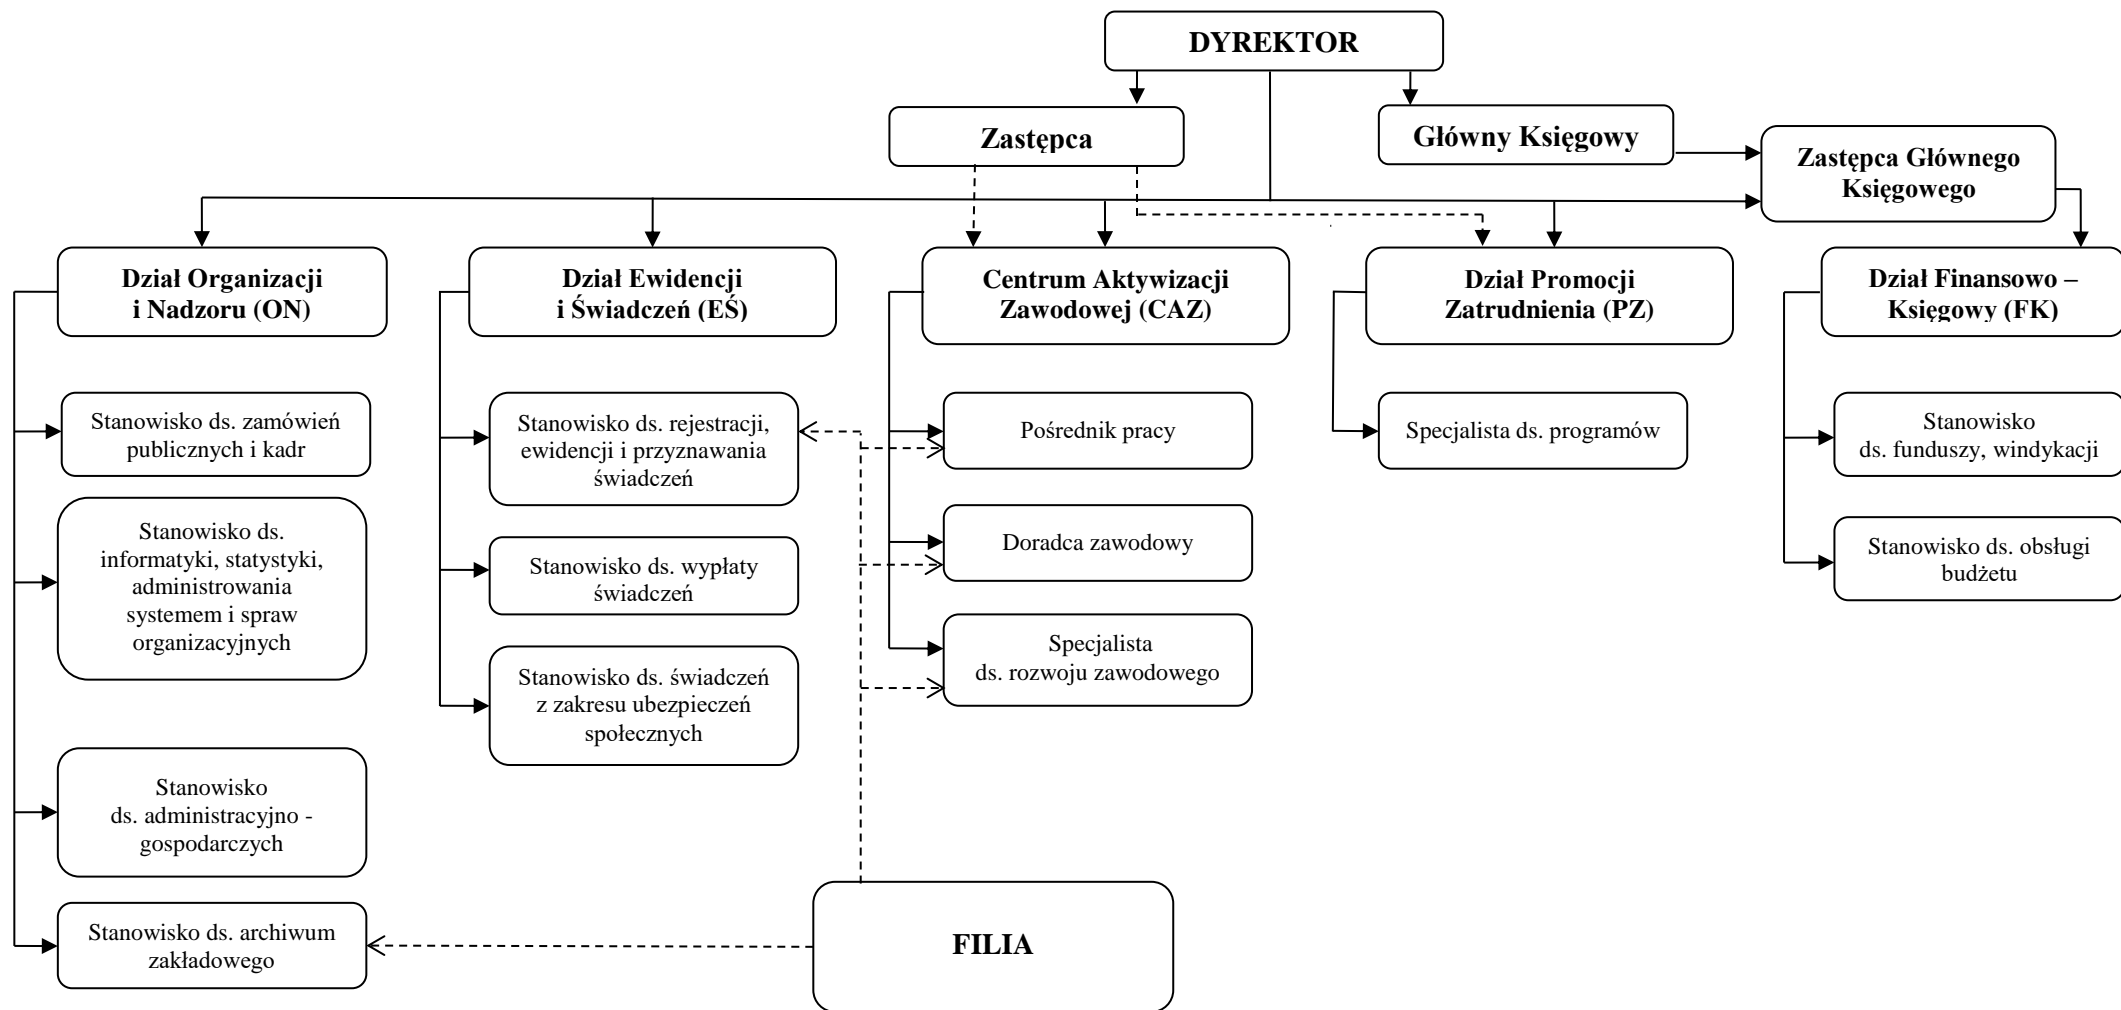 DYREKTOR
Zastępca
Główny Księgowy
Zastępca Głównego
Księgowego
Dział Organizacji
i Nadzoru (ON)
Dział Ewidencji
i Świadczeń (EŚ)
Centrum Aktywizacji
Zawodowej (CAZ)
Dział Promocji
Zatrudnienia (PZ)
Dział Finansowo –
Księgowy (FK)
Stanowisko ds. zamówień
publicznych i kadr
Stanowisko ds.
informatyki, statystyki,
administrowania
systemem i spraw
organizacyjnych
Stanowisko
ds. administracyjno -
gospodarczych
Stanowisko ds. archiwum
zakładowego
Stanowisko ds. rejestracji,
ewidencji i przyznawania
świadczeń
Stanowisko ds. wypłaty
świadczeń
Stanowisko ds. świadczeń
z zakresu ubezpieczeń
społecznych
Pośrednik pracy
Doradca zawodowy
Specjalista
ds. rozwoju zawodowego
Specjalista ds. programów
Stanowisko
ds. funduszy, windykacji
Stanowisko ds. obsługi
budżetu
FILIA